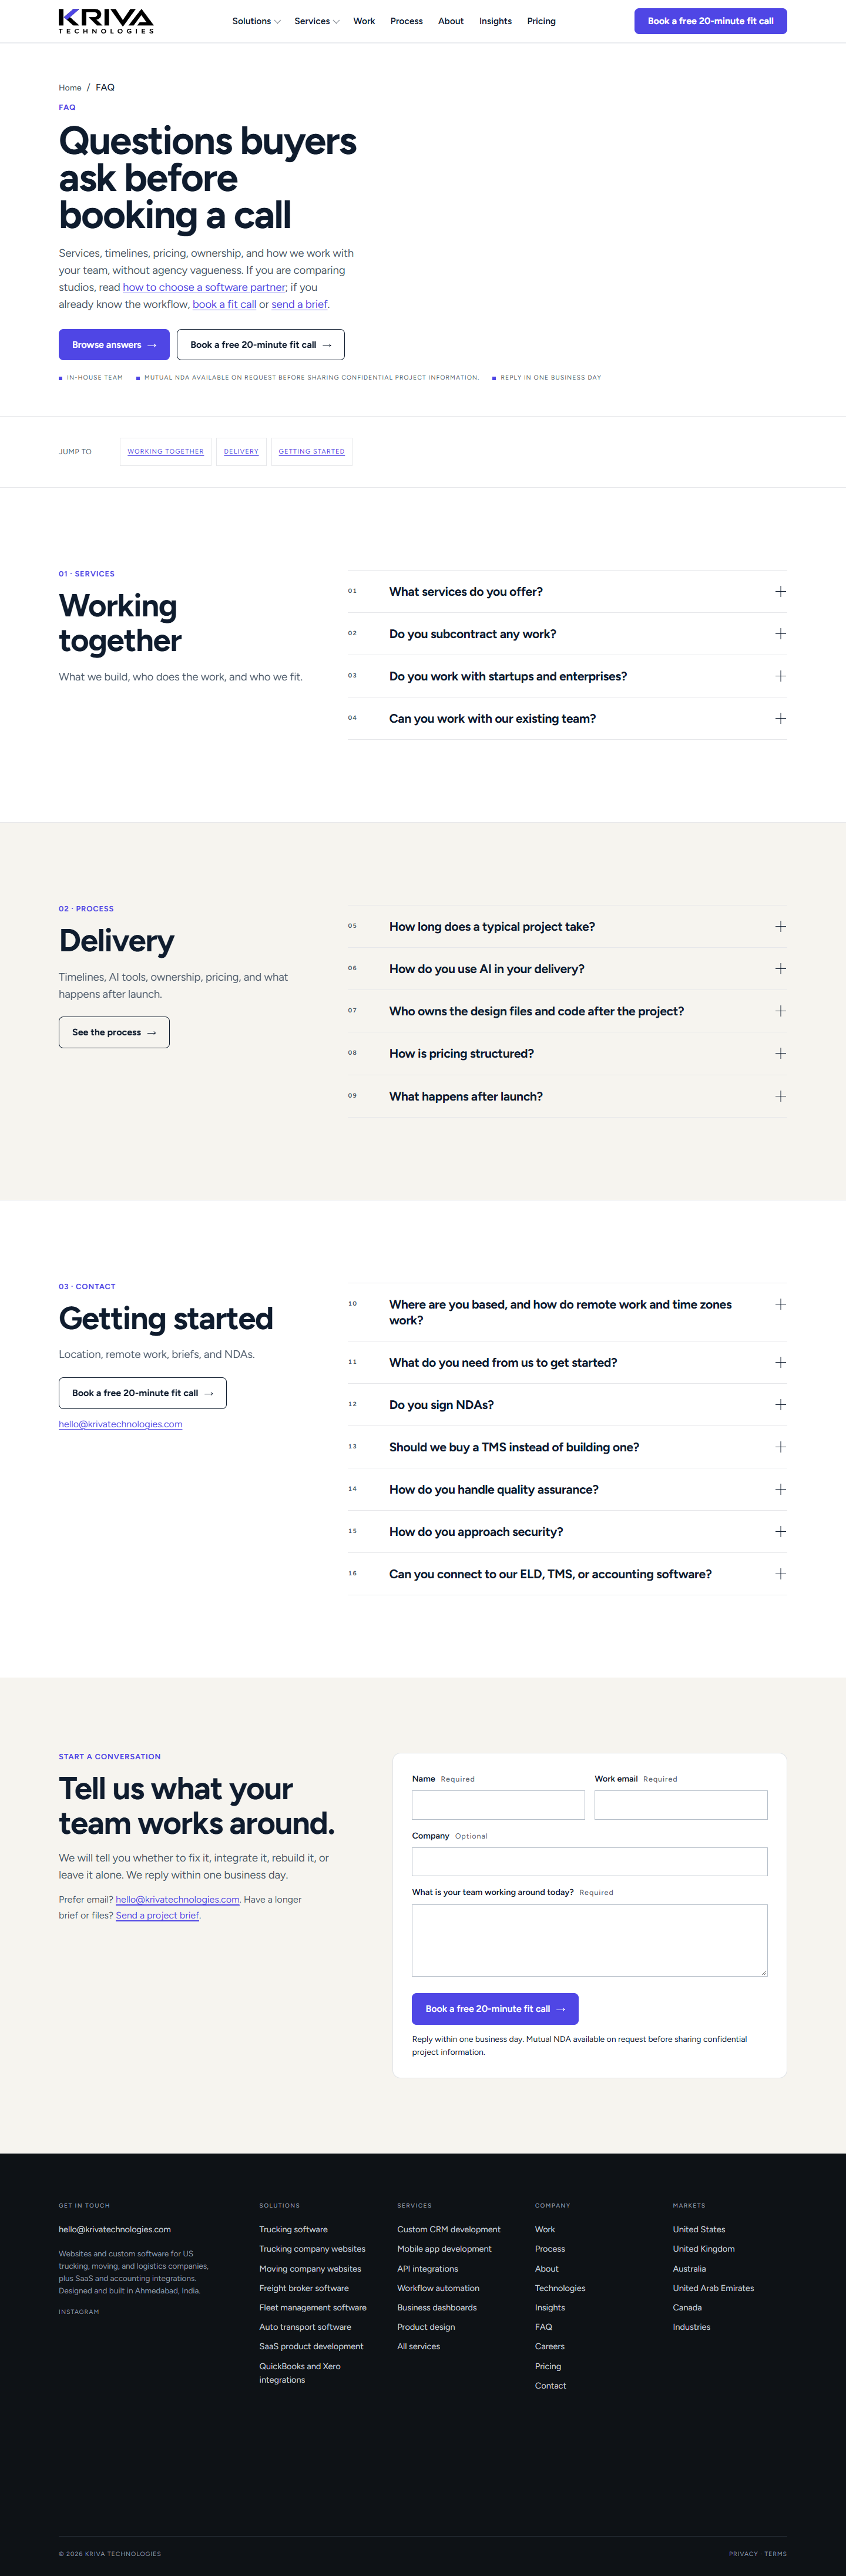 KRIVA
TECHNOLOGIES
Solutions Services Work Process About Insights Pricing
Book a free 20-minute fit call
Home / FAQ
FAQ
Questions buyers
ask before
booking a call
Services, timelines, pricing, ownership, and how we work with
your team, without agency vagueness. If you are comparing
studios, read how to choose a software partner; if you
already know the workflow, book a fit call or send a brief.
Browse answers →
Book a free 20-minute fit call →
IN-HOUSE TEAM
MUTUAL NDA AVAILABLE ON REQUEST BEFORE SHARING CONFIDENTIAL PROJECT INFORMATION.
REPLY IN ONE BUSINESS DAY
JUMP TO
WORKING TOGETHER
DELIVERY
GETTING STARTED
01 · SERVICES
Working
together
What we build, who does the work, and who we fit.
01 What services do you offer?
02 Do you subcontract any work?
03 Do you work with startups and enterprises?
04 Can you work with our existing team?
02 · PROCESS
Delivery
Timelines, AI tools, ownership, pricing, and what
happens after launch.
See the process →
05 How long does a typical project take?
06 How do you use AI in your delivery?
07 Who owns the design files and code after the project?
08 How is pricing structured?
09 What happens after launch?
03 · CONTACT
Getting started
Location, remote work, briefs, and NDAs.
Book a free 20-minute fit call →
hello@krivatechnologies.com
10 Where are you based, and how do remote work and time zones
work?
11 What do you need from us to get started?
12 Do you sign NDAs?
13 Should we buy a TMS instead of building one?
14 How do you handle quality assurance?
15 How do you approach security?
16 Can you connect to our ELD, TMS, or accounting software?
START A CONVERSATION
Tell us what your
team works around.
We will tell you whether to fix it, integrate it, rebuild it, or
leave it alone. We reply within one business day.
Prefer email? hello@krivatechnologies.com. Have a longer
brief or files? Send a project brief.
Name Required
Work email Required
Company Optional
What is your team working around today? Required
Book a free 20-minute fit call →
Reply within one business day. Mutual NDA available on request before sharing confidential
project information.
GET IN TOUCH
hello@krivatechnologies.com
Websites and custom software for US
trucking, moving, and logistics companies,
plus SaaS and accounting integrations.
Designed and built in Ahmedabad, India.
INSTAGRAM
SOLUTIONS
Trucking software
Trucking company websites
Moving company websites
Freight broker software
Fleet management software
Auto transport software
SaaS product development
QuickBooks and Xero
integrations
SERVICES
Custom CRM development
Mobile app development
API integrations
Workflow automation
Business dashboards
Product design
All services
COMPANY
Work
Process
About
Technologies
Insights
FAQ
Careers
Pricing
Contact
MARKETS
United States
United Kingdom
Australia
United Arab Emirates
Canada
Industries
© 2026 KRIVA TECHNOLOGIES
PRIVACY · TERMS